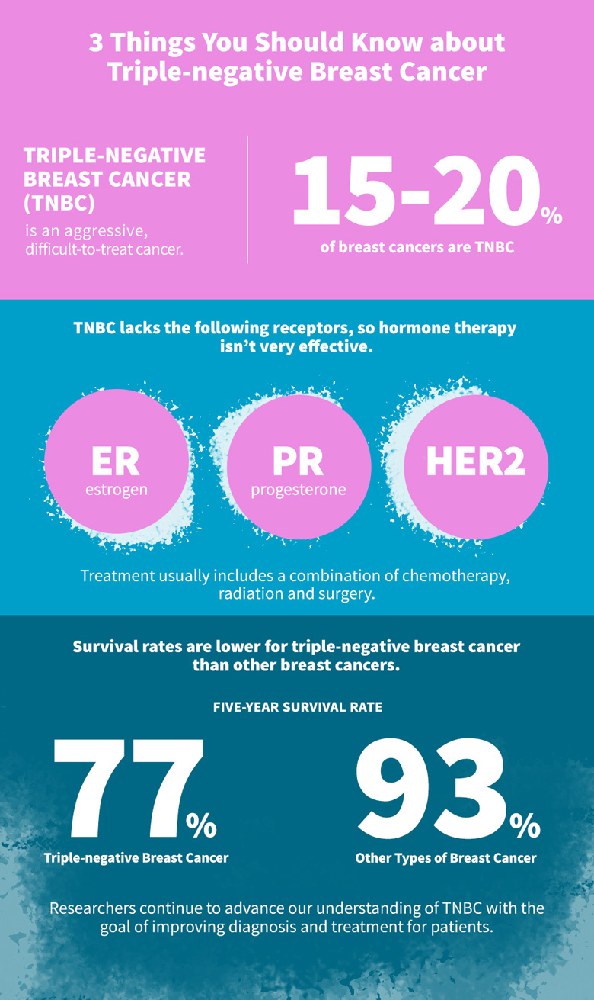 3 Things You Should Know about
Triple-negative Breast Cancer
TRIPLE-NEGATIVE
BREAST CANCER
(TNBC)
is an aggressive,
difficult-to-treat cancer.
15-20%
of breast cancers are TNBC
TNBC lacks the following receptors, so hormone therapy
isn’t very effective.
ER
estrogen
PR
progesterone
HER2
Treatment usually includes a combination of chemotherapy,
radiation and surgery.
Survival rates are lower for triple-negative breast cancer
than other breast cancers.
FIVE-YEAR SURVIVAL RATE
77%
Triple-negative Breast Cancer
93%
Other Types of Breast Cancer
Researchers continue to advance our understanding of TNBC with the
goal of improving diagnosis and treatment for patients.